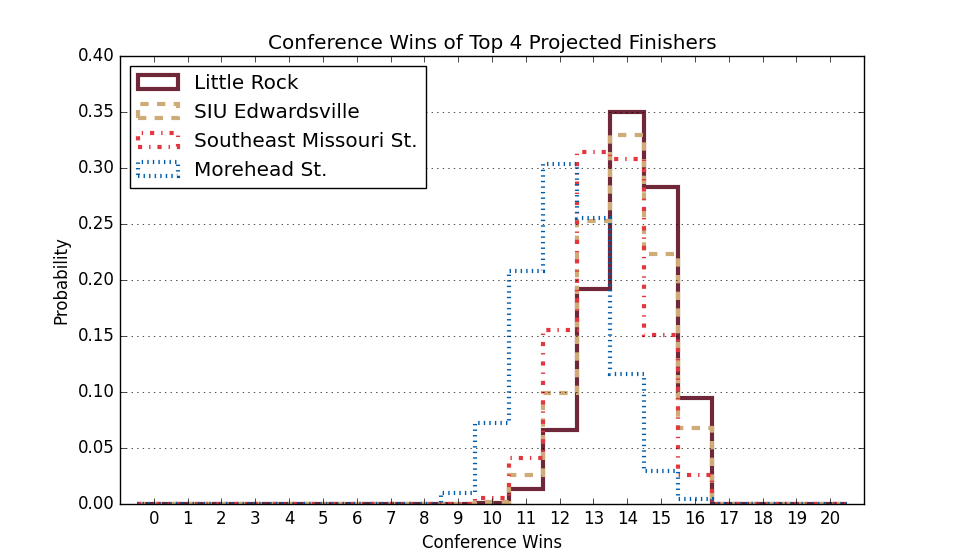 Conference Wins of Top 4 Projected Finishers
0.40
0.35
0.30
0.25
0.20
0.15
0.10
0.05
0.00
Probability
Little Rock
SIU Edwardsville
Southeast Missouri St.
Morehead St.
0 1 2 3 4 5 6 7 8 9 10 11 12 13 14 15 16 17 18 19 20
Conference Wins